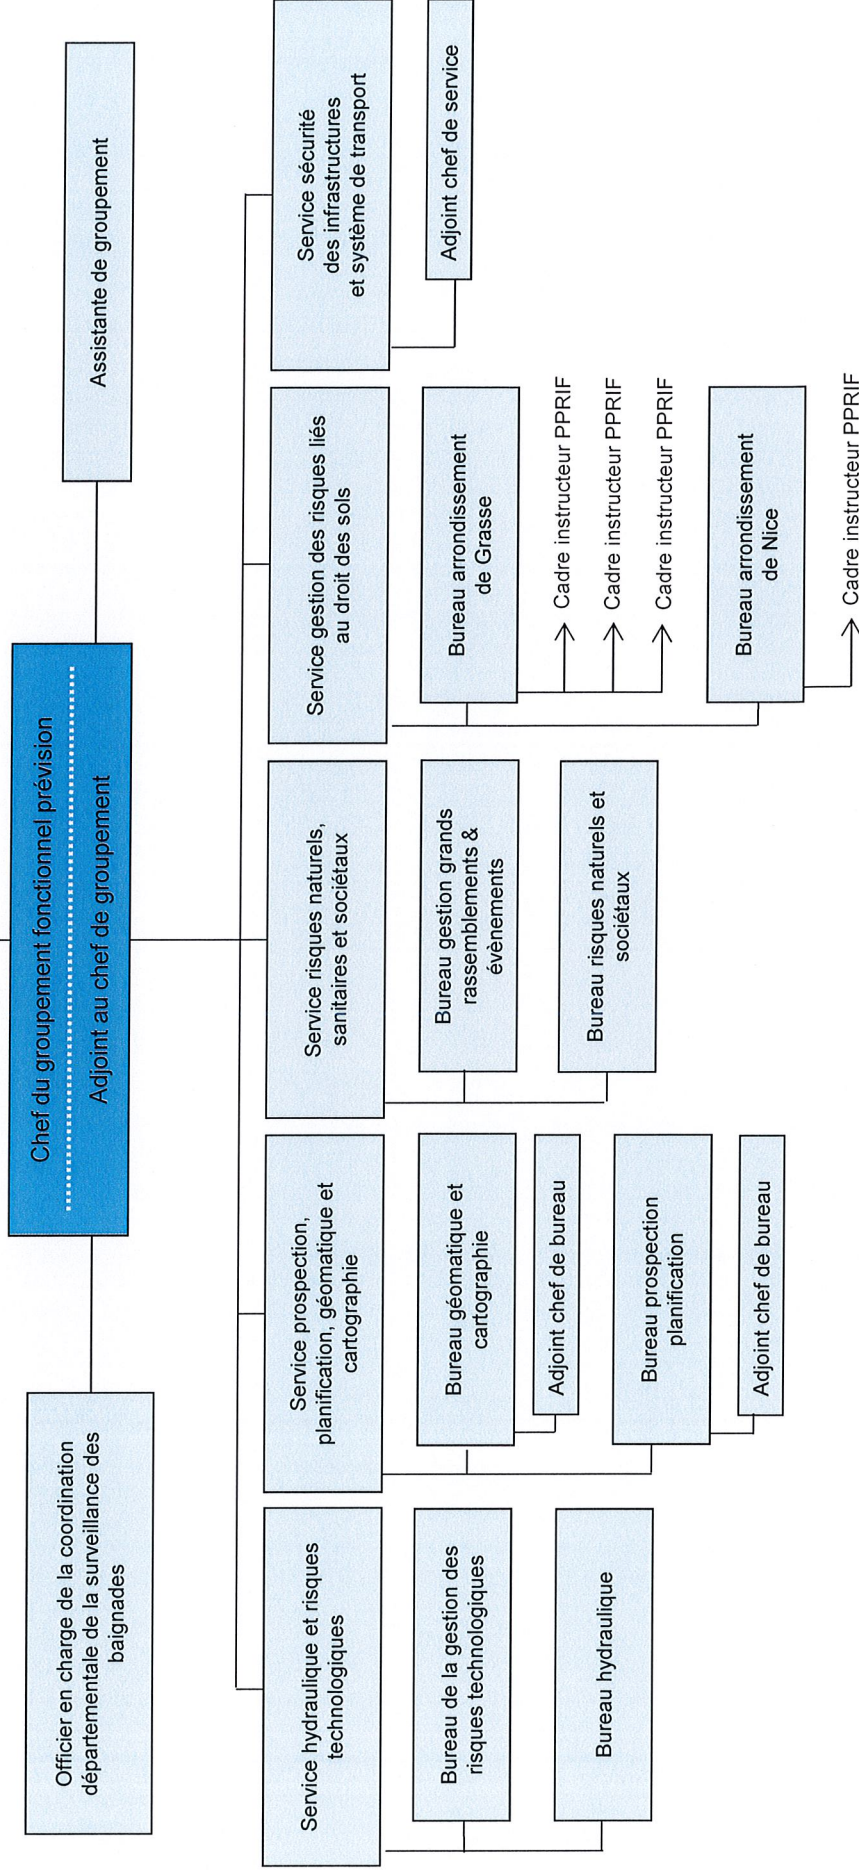 Chef du groupement fonctionnel prévision
Adjoint au chef de groupement
Officier en charge de la coordination
départementale de la surveillance des
baignades
Assistante de groupement
Service hydraulique et risques
technologiques
Bureau de la gestion des
risques technologiques
Bureau hydraulique
Service prospection,
planification, géomatique et
cartographie
Bureau géomatique et
cartographie
Adjoint chef de bureau
Bureau prospection
planification
Adjoint chef de bureau
Service risques naturels,
sanitaires et sociétaux
Bureau gestion grands
rassemblements &
évènements
Bureau risques naturels et
sociétaux
Service gestion des risques liés
au droit des sols
Bureau arrondissement
de Grasse
Cadre instructeur PPRIF
Cadre instructeur PPRIF
Cadre instructeur PPRIF
Bureau arrondissement
de Nice
Cadre instructeur PPRIF
Service sécurité
des infrastructures
et système de transport
Adjoint chef de service